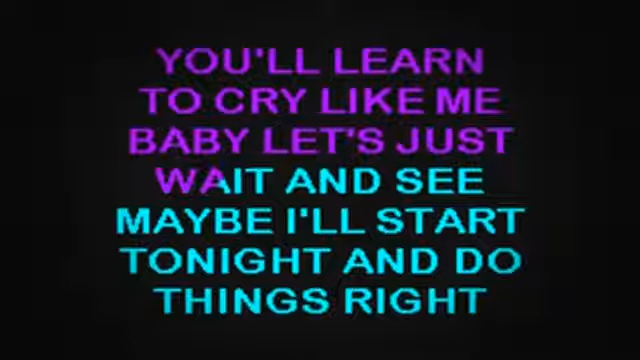 YOU'LL LEARN
TO CRY LIKE ME
BABY LET'S JUST
WAIT AND SEE
MAYBE I'LL START
TONIGHT AND DO
THINGS RIGHT